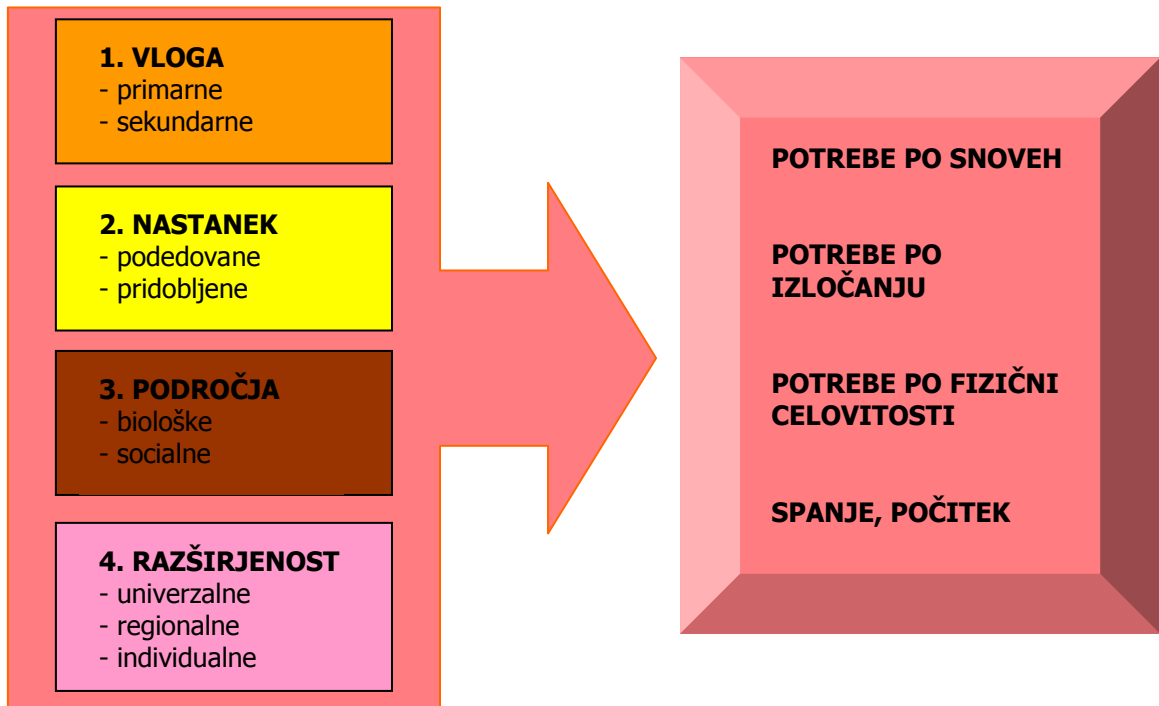 1. VLOGA
- primarne
- sekundarne
2. NASTANEK
- podedovane
- pridobljene
3. PODROČJA
- biološke
- socialne
4. RAZŠIRJENOST
- univerzalne
- regionalne
- individualne
POTREBE PO SNOVEH
POTREBE PO
IZLOČANJU
POTREBE PO FIZIČNI
CELOVITOSTI
SPANJE, POČITEK